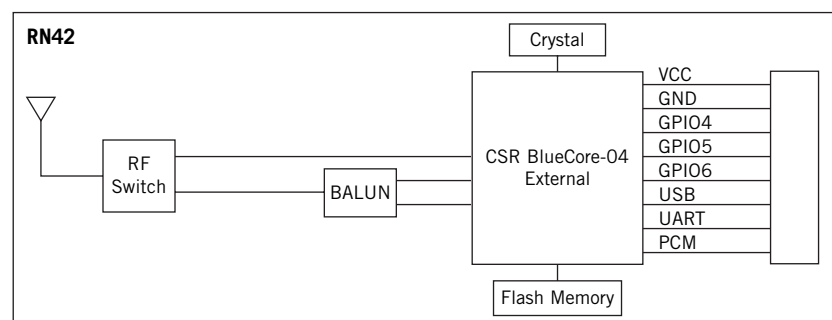 RN42
Crystal
VCC
GND
GPIO4
GPIO5
GPIO6
USB
UART
PCM
CSR BlueCore-04
External
RF
Switch
BALUN
Flash Memory